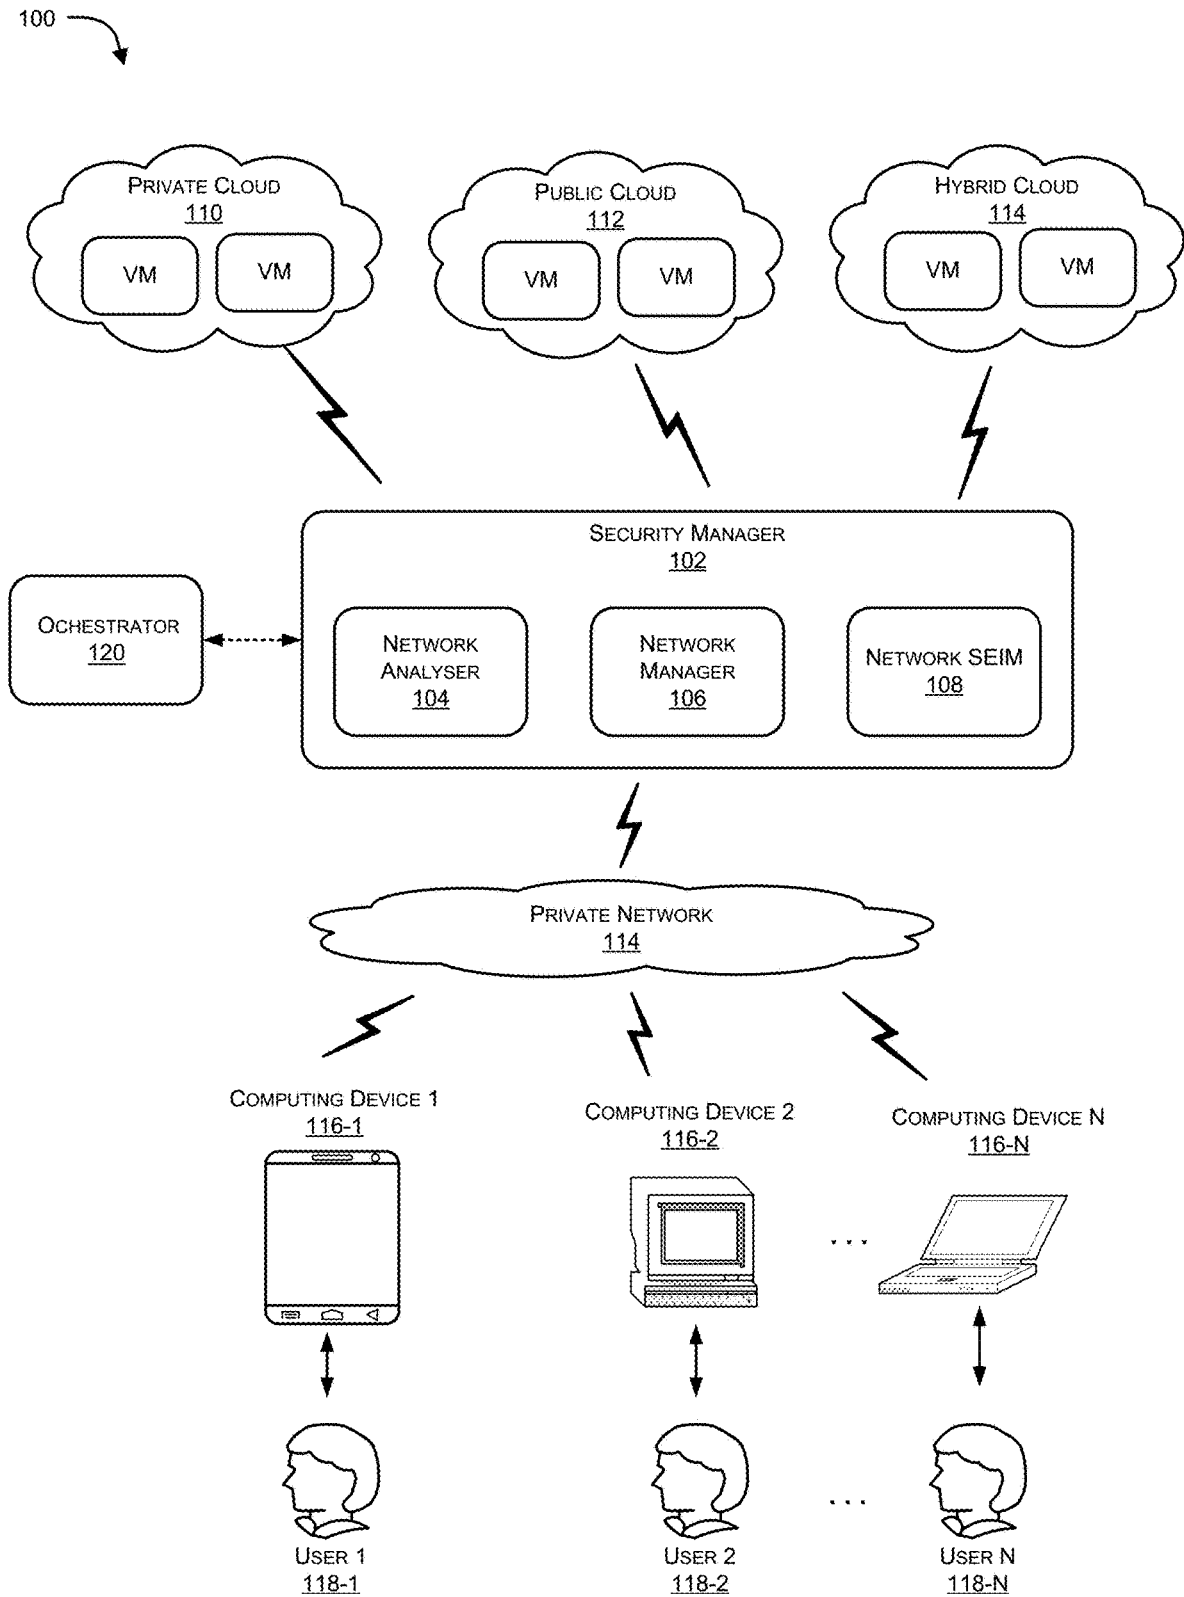 100
PRIVATE CLOUD
110
VM
VM
PUBLIC CLOUD
112
VM
VM
HYBRID CLOUD
114
VM
VM
SECURITY MANAGER
102
OCHESTRATOR
120
NETWORK
ANALYSER
104
NETWORK
MANAGER
106
NETWORK SEIM
108
PRIVATE NETWORK
114
COMPUTING DEVICE 1
116-1
COMPUTING DEVICE 2
116-2
COMPUTING DEVICE N
116-N
...
...
USER 1
118-1
USER 2
118-2
USER N
118-N